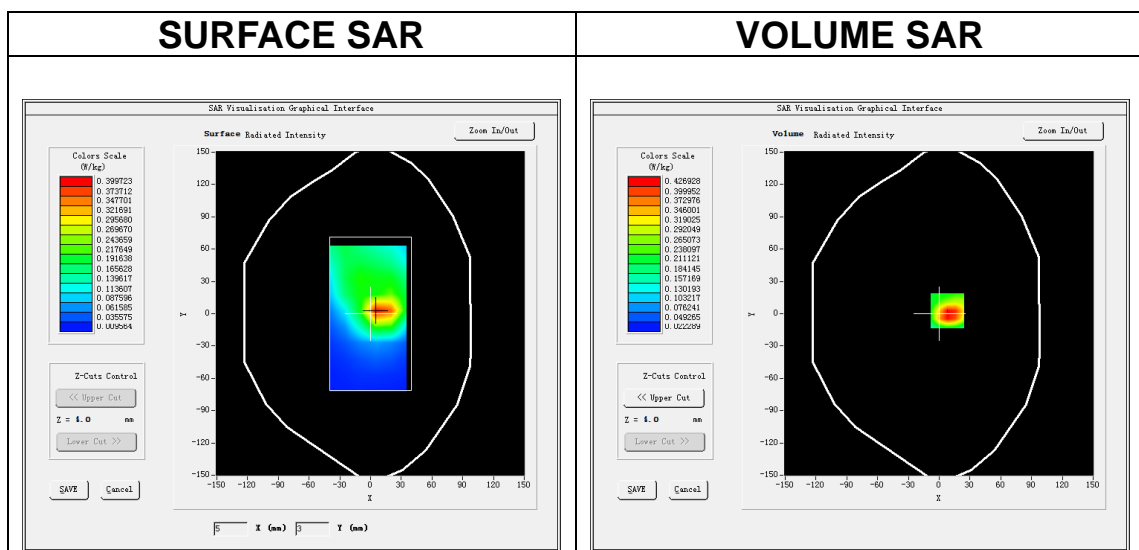 SURFACE SAR
VOLUME SAR
SAR Visualisation Graphical Interface
Surface Radiated Intensity
Zoom In/Out
Colors Scale
(W/kg)
0.399723
0.373712
0.347701
0.321691
0.295680
0.269670
0.243659
0.217649
0.191638
0.165628
0.139617
0.113607
0.087596
0.061585
0.035575
0.009564
150
120
90
60
30
0
-30
-60
-90
-120
-150
Y
-150 -120 -90 -60 -30 0 30 60 90 120 150
X
Z-Cuts Control
<< Upper Cut
Z = 4.0 mm
Lower Cut >>
SAVE Cancel
5 X (mm) 3 Y (mm)
SAR Visualisation Graphical Interface
Volume Radiated Intensity
Zoom In/Out
Colors Scale
(W/kg)
0.426928
0.399952
0.372976
0.346001
0.319025
0.292049
0.265073
0.238097
0.211121
0.184145
0.157169
0.130193
0.103217
0.076241
0.049265
0.022289
150
120
90
60
30
0
-30
-60
-90
-120
-150
Y
-150 -120 -90 -60 -30 0 30 60 90 120 150
X
Z-Cuts Control
<< Upper Cut
Z = 4.0 mm
Lower Cut >>
SAVE Cancel